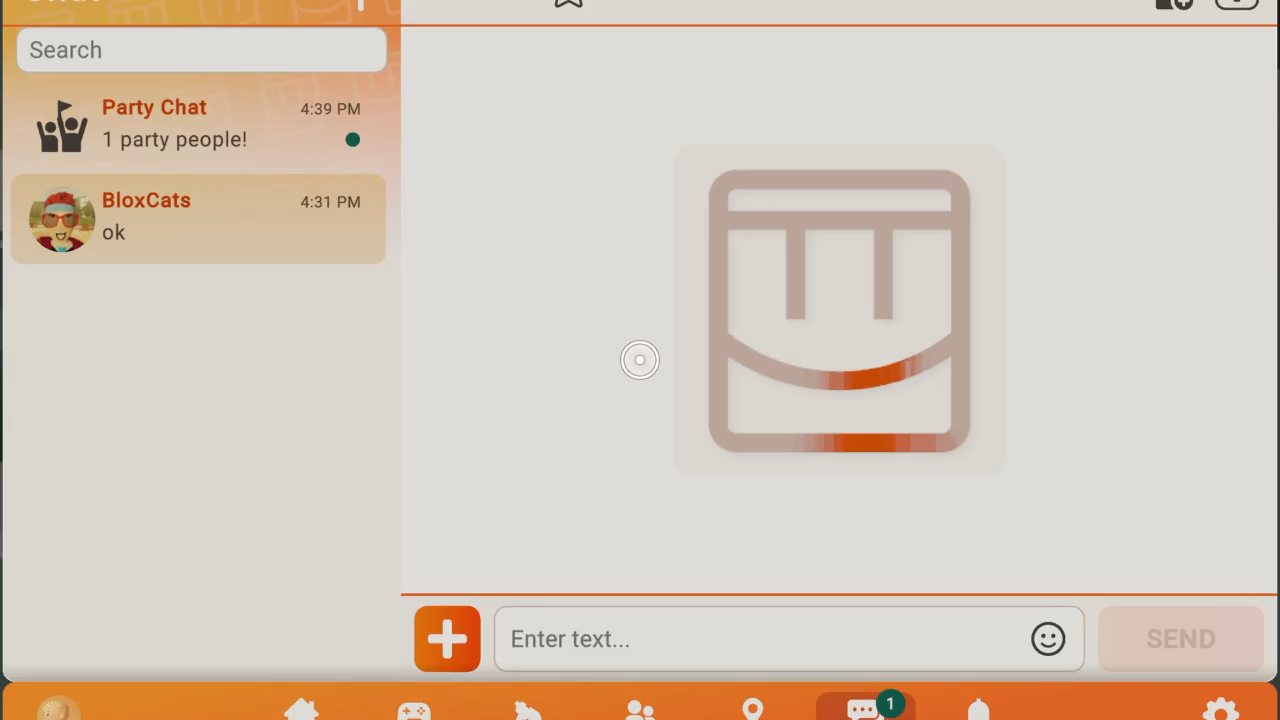 Search
Party Chat
4:39 PM
1 party people!
BloxCats
4:31 PM
ok
Enter text...
SEND
1